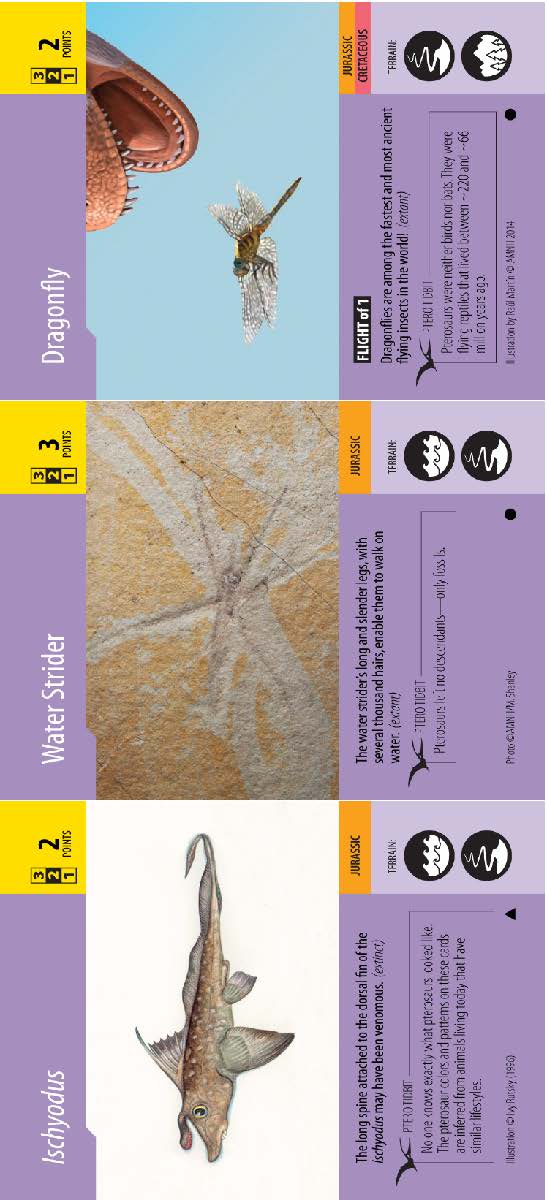 Dragonfly
3
2
1
2
POINTS
JURASSIC
CRETACEOUS
TERRAIN:
FLIGHT of 1
Dragonflies are among the fastest and most ancient
flying insects in the world! (extant)
PTERO TIDBIT
Pterosaurs were neither birds nor bats. They were
flying reptiles that lived between ~220 and ~66
million years ago.
Illustration by Raúl Martín © AMNH 2014
Water Strider
3
2
1
3
POINTS
JURASSIC
TERRAIN:
The water strider's long and slender legs, with
several thousand hairs, enable them to walk on
water. (extant)
PTERO TIDBIT
Pterosaurs left no descendants—only fossils.
Photo ©AMNH/M. Shanley
Ischyodus
3
2
1
2
POINTS
JURASSIC
TERRAIN:
The long spine attached to the dorsal fin of the
ischyodus may have been venomous. (extinct)
PTERO TIDBIT
No one knows exactly what pterosaurs looked like.
The pterosaur colors and patterns on these cards
are inferred from animals living today that have
similar lifestyles.
Illustration © Ivy Rutsky (1996)